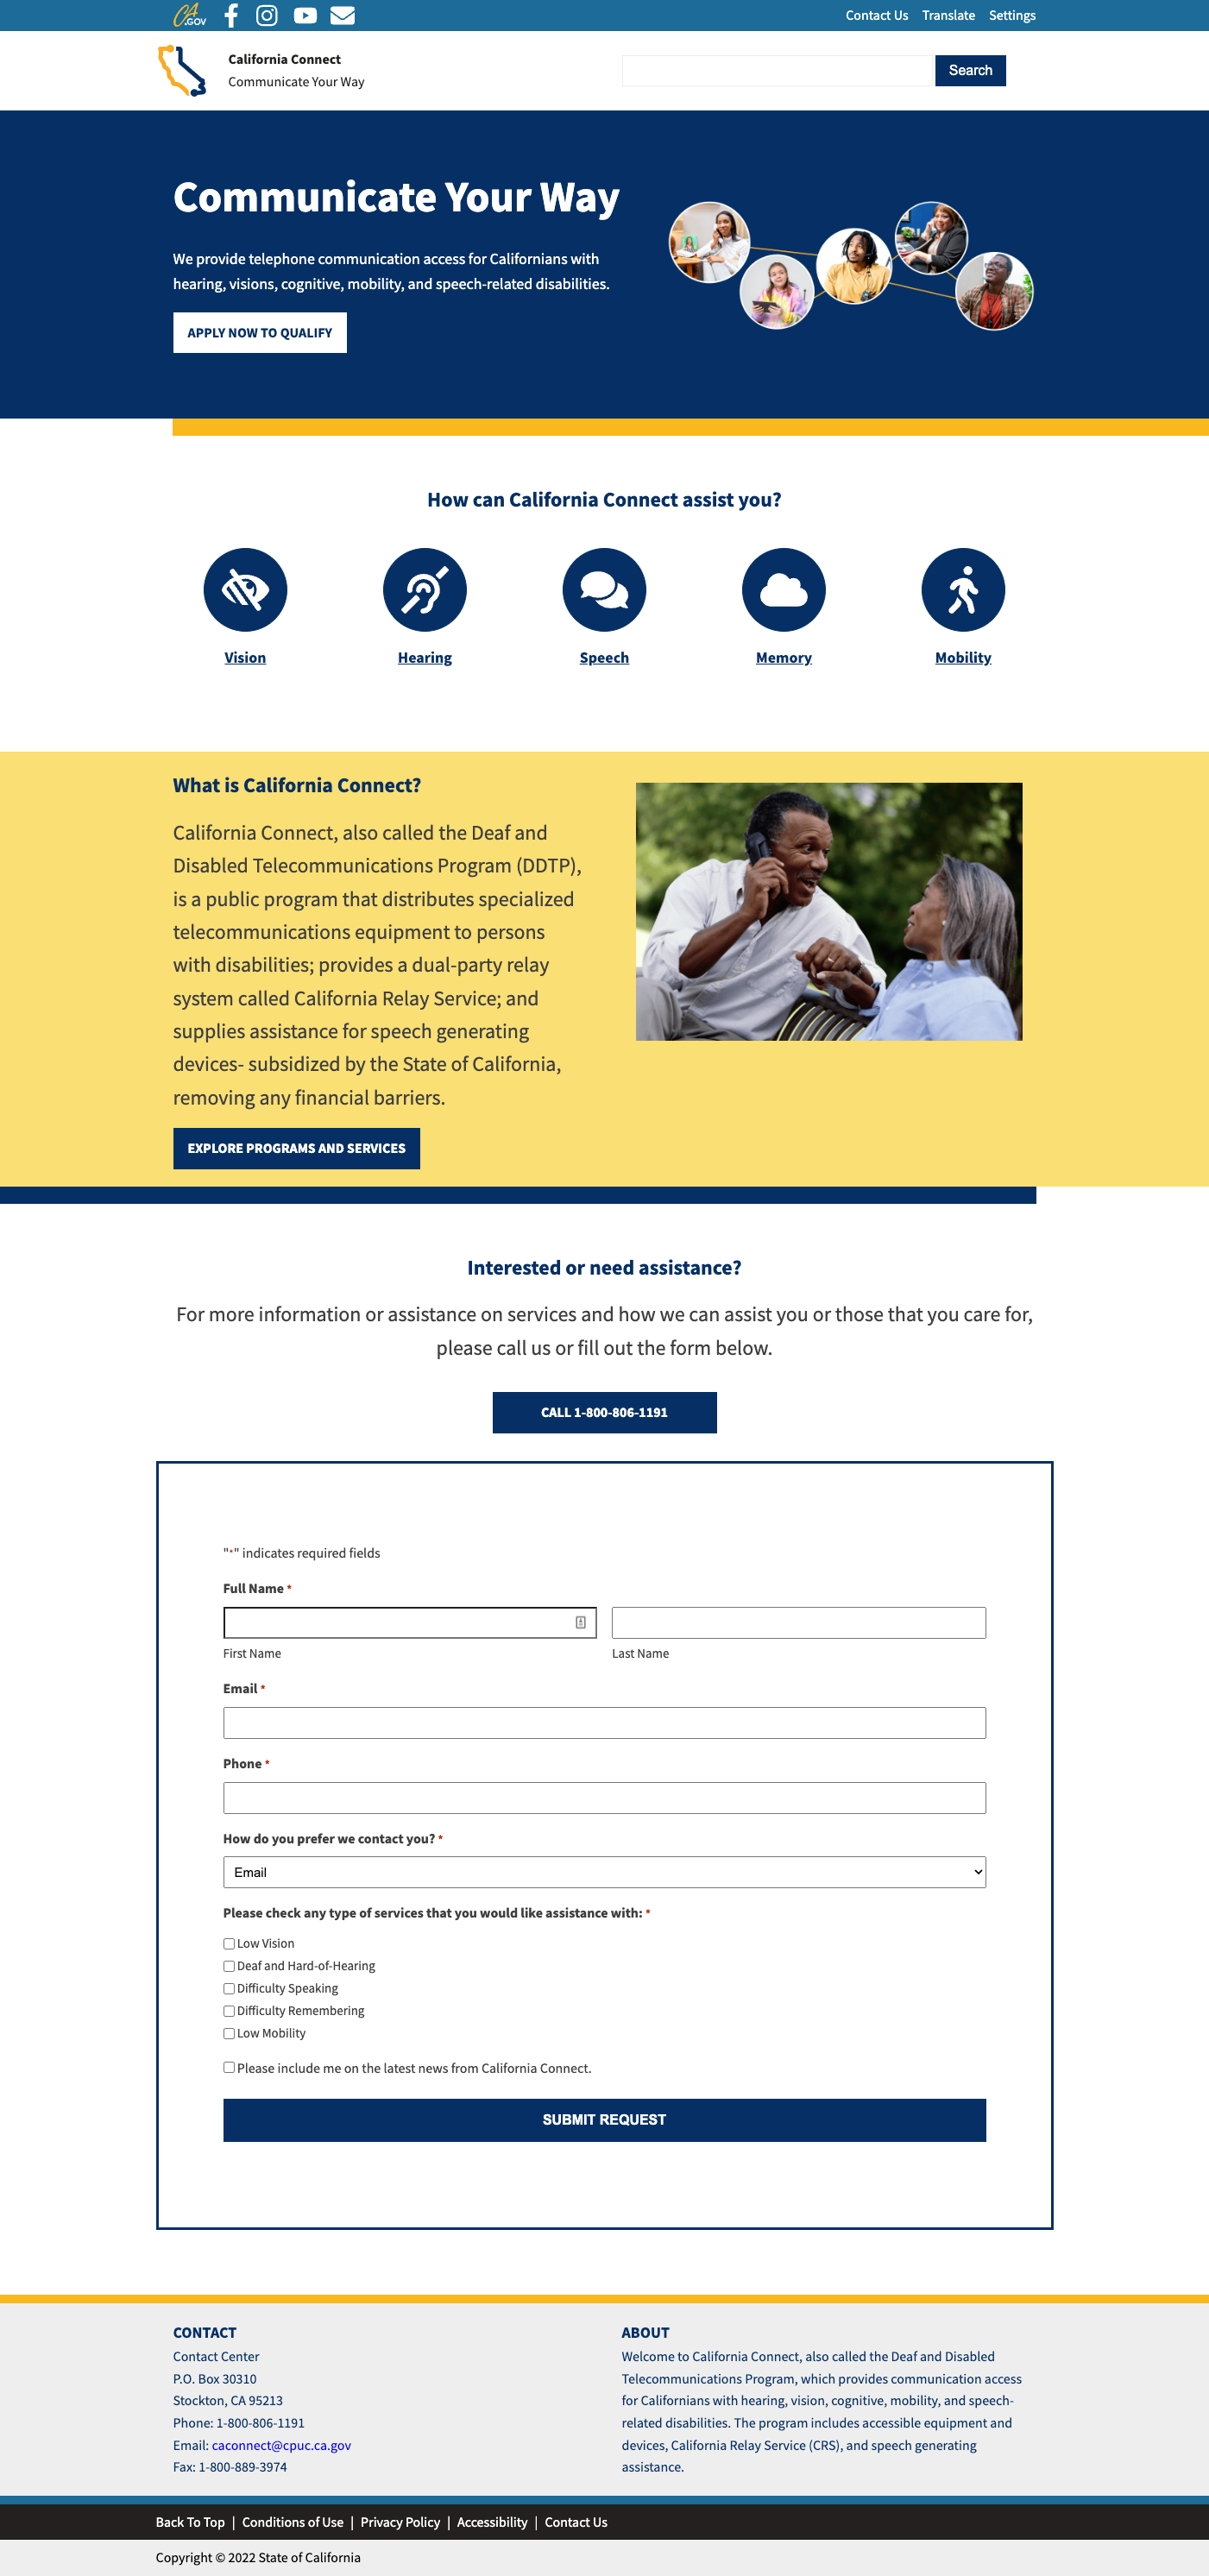 CA
.GOV
Contact Us Translate Settings
California Connect
Communicate Your Way
Search
Communicate Your Way
We provide telephone communication access for Californians with
hearing, visions, cognitive, mobility, and speech-related disabilities.
APPLY NOW TO QUALIFY
How can California Connect assist you?
Vision Hearing Speech Memory Mobility
What is California Connect?
California Connect, also called the Deaf and
Disabled Telecommunications Program (DDTP),
is a public program that distributes specialized
telecommunications equipment to persons
with disabilities; provides a dual-party relay
system called California Relay Service; and
supplies assistance for speech generating
devices- subsidized by the State of California,
removing any financial barriers.
EXPLORE PROGRAMS AND SERVICES
Interested or need assistance?
For more information or assistance on services and how we can assist you or those that you care for,
please call us or fill out the form below.
CALL 1-800-806-1191
"*" indicates required fields
Full Name *
First Name Last Name
Email *
Phone *
How do you prefer we contact you? *
Email
Please check any type of services that you would like assistance with: *
Low Vision
Deaf and Hard-of-Hearing
Difficulty Speaking
Difficulty Remembering
Low Mobility
Please include me on the latest news from California Connect.
SUBMIT REQUEST
CONTACT
Contact Center
P.O. Box 30310
Stockton, CA 95213
Phone: 1-800-806-1191
Email: caconnect@cpuc.ca.gov
Fax: 1-800-889-3974
ABOUT
Welcome to California Connect, also called the Deaf and Disabled
Telecommunications Program, which provides communication access
for Californians with hearing, vision, cognitive, mobility, and speech-
related disabilities. The program includes accessible equipment and
devices, California Relay Service (CRS), and speech generating
assistance.
Back To Top | Conditions of Use | Privacy Policy | Accessibility | Contact Us
Copyright © 2022 State of California